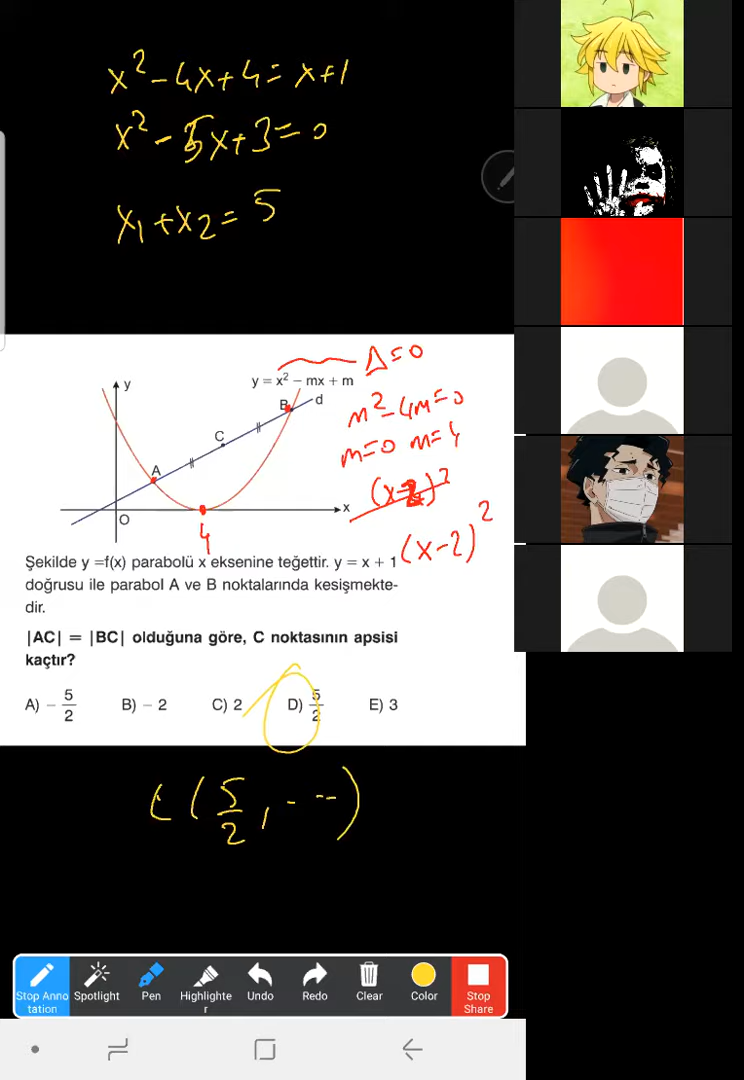 x² - 4x + 4 = x + 1
x² - 5x + 3 = 0
x₁ + x₂ = 5
y = x² – mx + m
Δ = 0
m² - 4m = 0
m = 0 m = 4
(x-2)²
y
B
d
C
A
O
x
4
Şekilde y =f(x) parabolü x eksenine teğettir. y = x + 1
doğrusu ile parabol A ve B noktalarında kesişmekte-
dir.
|AC| = |BC| olduğuna göre, C noktasının apsisi
kaçtır?
A) – 5/2 B) – 2 C) 2 D) 5/2 E) 3
(5/2, ---)
Stop Anno
tation
Spotlight
Pen
Highlighte
r
Undo
Redo
Clear
Color
Stop
Share